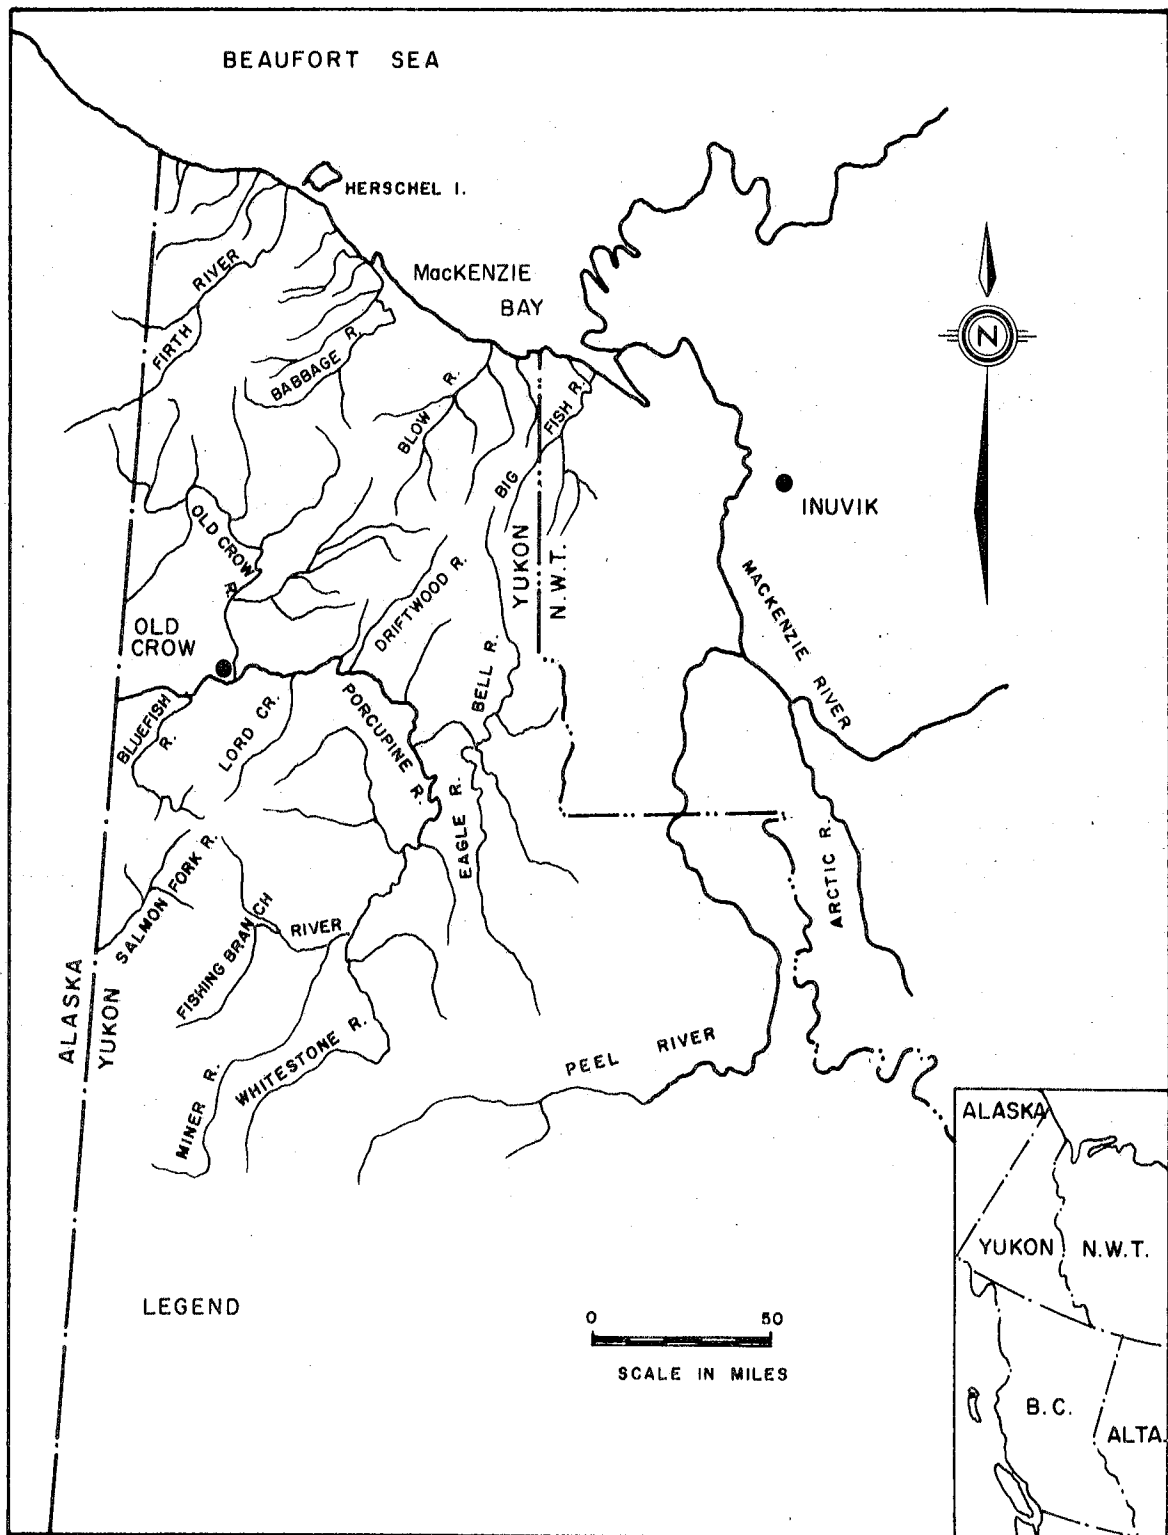 BEAUFORT SEA
HERSCHEL I.
MacKENZIE
BAY
FIRTH RIVER
BABBAGE R.
BLOW R.
BIG FISH R.
INUVIK
OLD CROW R.
YUKON
N.W.T.
MACKENZIE RIVER
DRIFTWOOD R.
OLD
CROW
BELL R.
BLUEFISH R.
LORD CR.
PORCUPINE R.
EAGLE R.
ARCTIC R.
SALMON FORK R.
FISHING BRANCH RIVER
ALASKA
YUKON
WHITESTONE R.
MINER R.
PEEL RIVER
N
LEGEND
0 50
SCALE IN MILES
ALASKA
YUKON
N.W.T.
B.C.
ALTA.